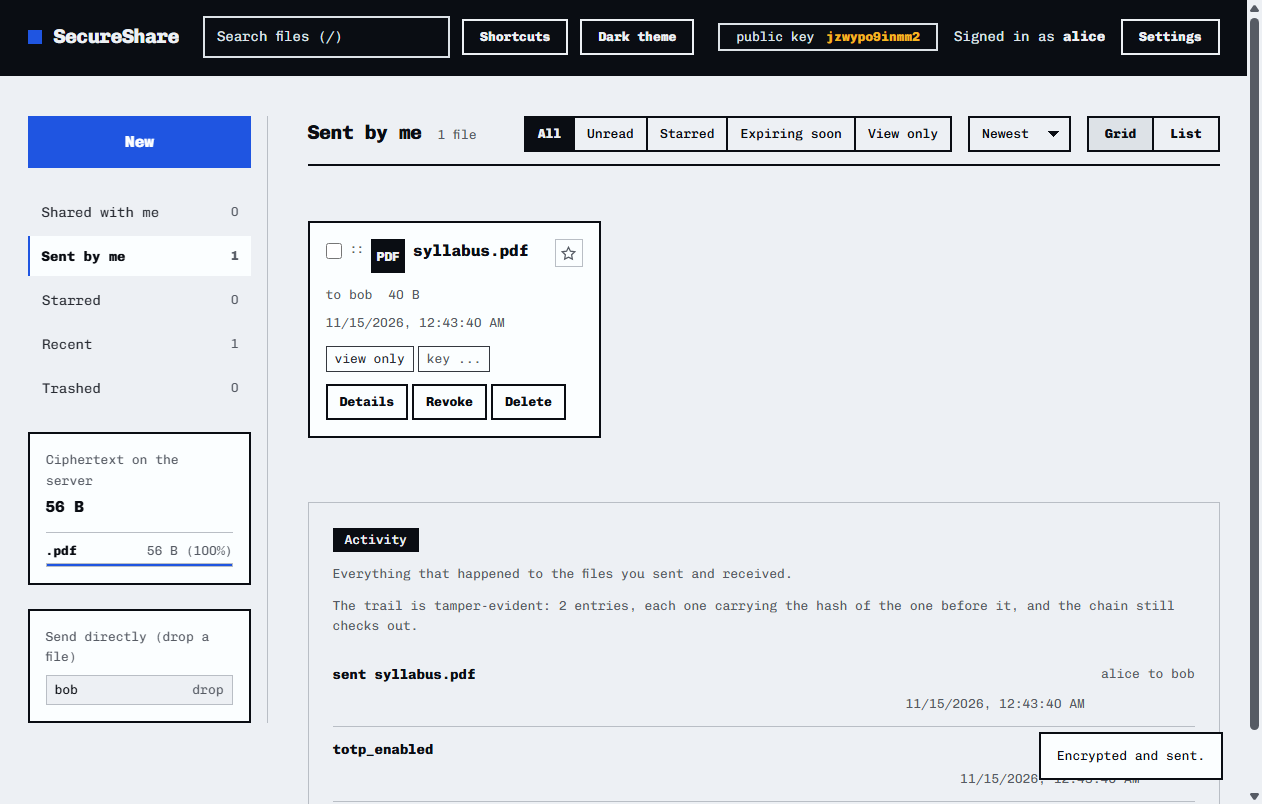 SecureShare
Search files (/)
Shortcuts
Dark theme
public key jzwypo9inmm2
Signed in as alice
Settings
New
Shared with me 0
Sent by me 1
Starred 0
Recent 1
Trashed 0
Ciphertext on the
server
56 B
.pdf 56 B (100%)
Send directly (drop a
file)
bob drop
Sent by me 1 file
All Unread Starred Expiring soon View only
Newest
Grid List
:: PDF syllabus.pdf
to bob 40 B
11/15/2026, 12:43:40 AM
view only key ...
Details Revoke Delete
Activity
Everything that happened to the files you sent and received.
The trail is tamper-evident: 2 entries, each one carrying the hash of the one before it, and the chain still
checks out.
sent syllabus.pdf alice to bob
11/15/2026, 12:43:40 AM
totp_enabled
11/15/2026, 12:43:40 AM
Encrypted and sent.